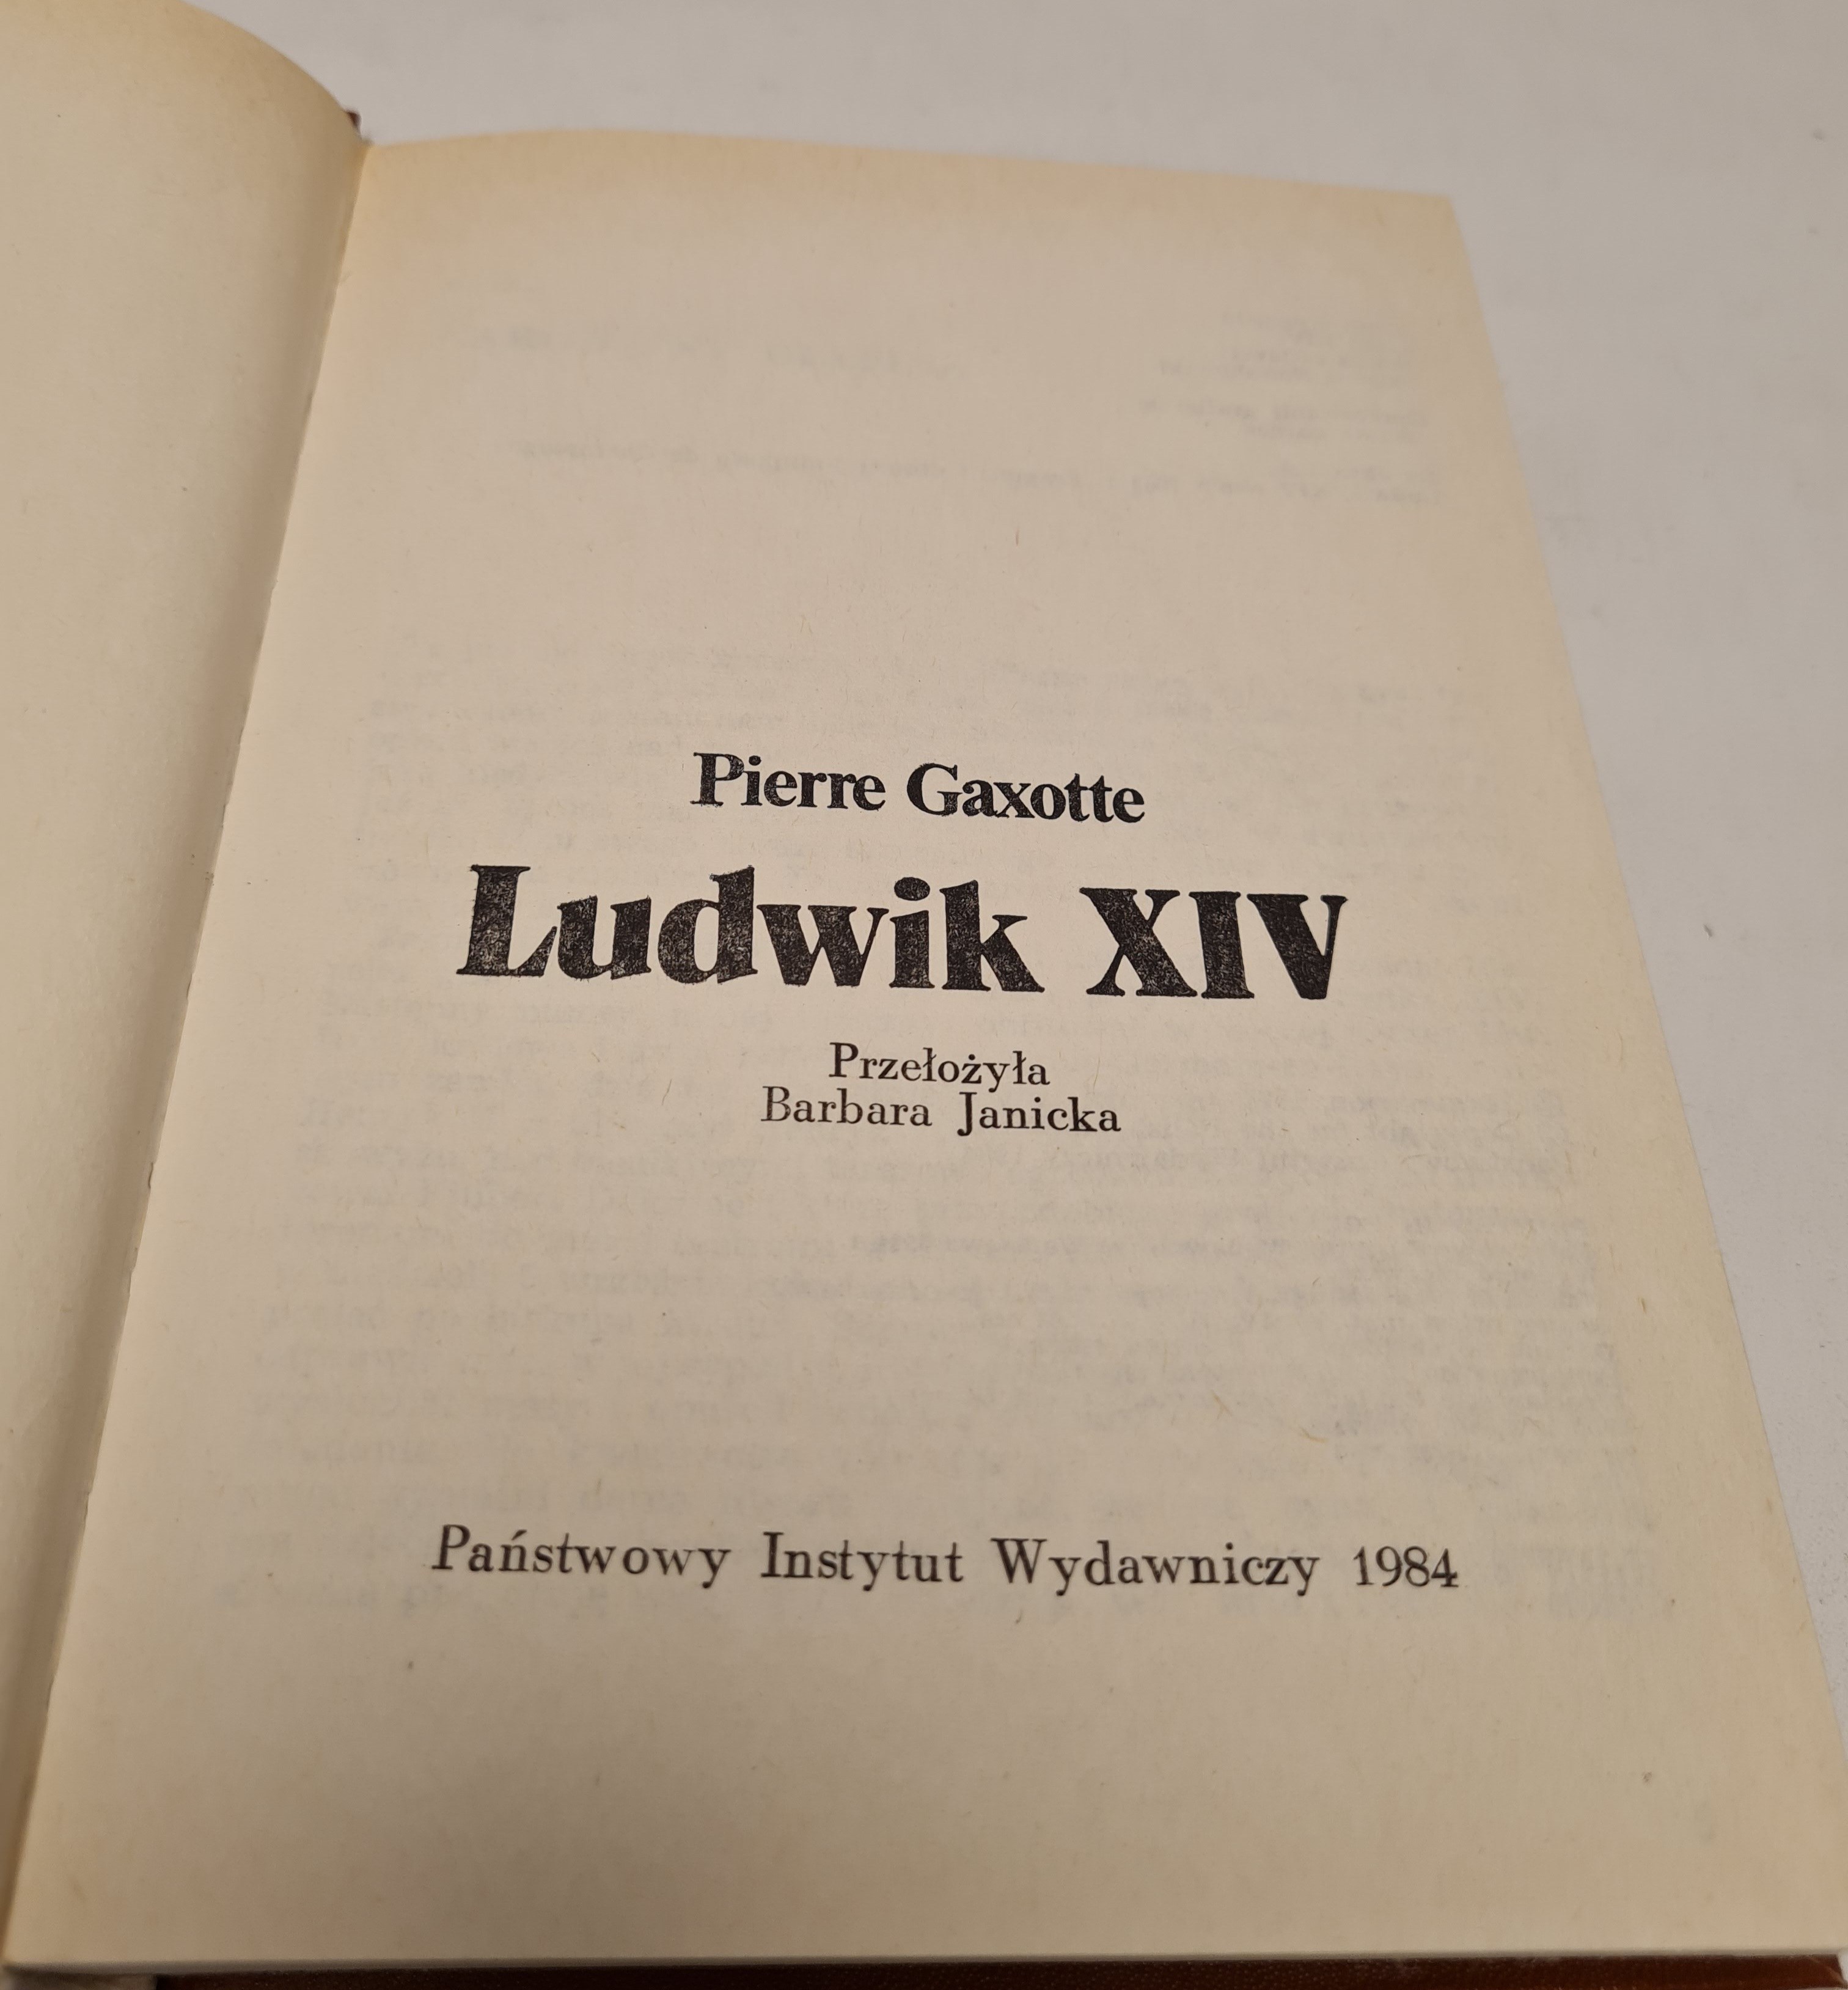 Pierre Gaxotte
Ludwik XIV
Przełożyła
Barbara Janicka
Państwowy Instytut Wydawniczy 1984